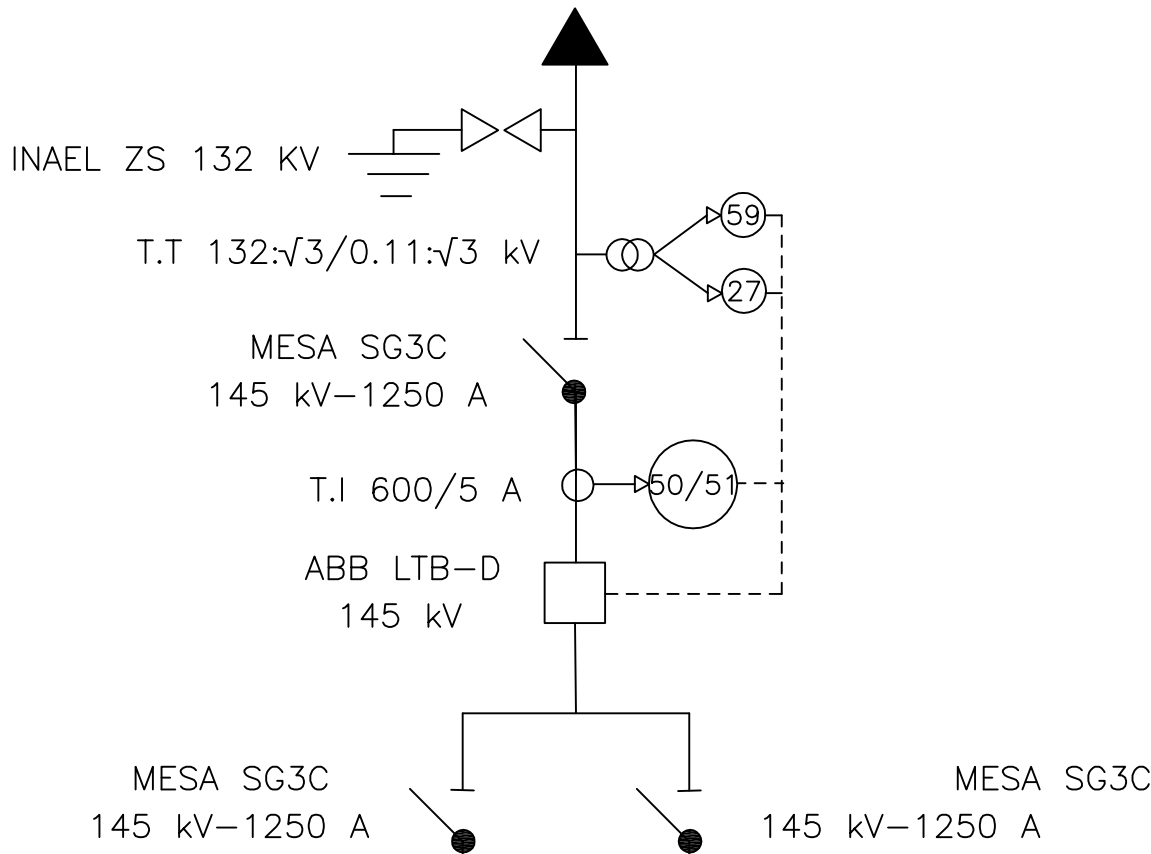 INAEL ZS 132 KV
59
T.T 132:√3/0.11:√3 kV
27
MESA SG3C
145 kV-1250 A
T.I 600/5 A
50/51
ABB LTB-D
145 kV
MESA SG3C
145 kV-1250 A
MESA SG3C
145 kV-1250 A